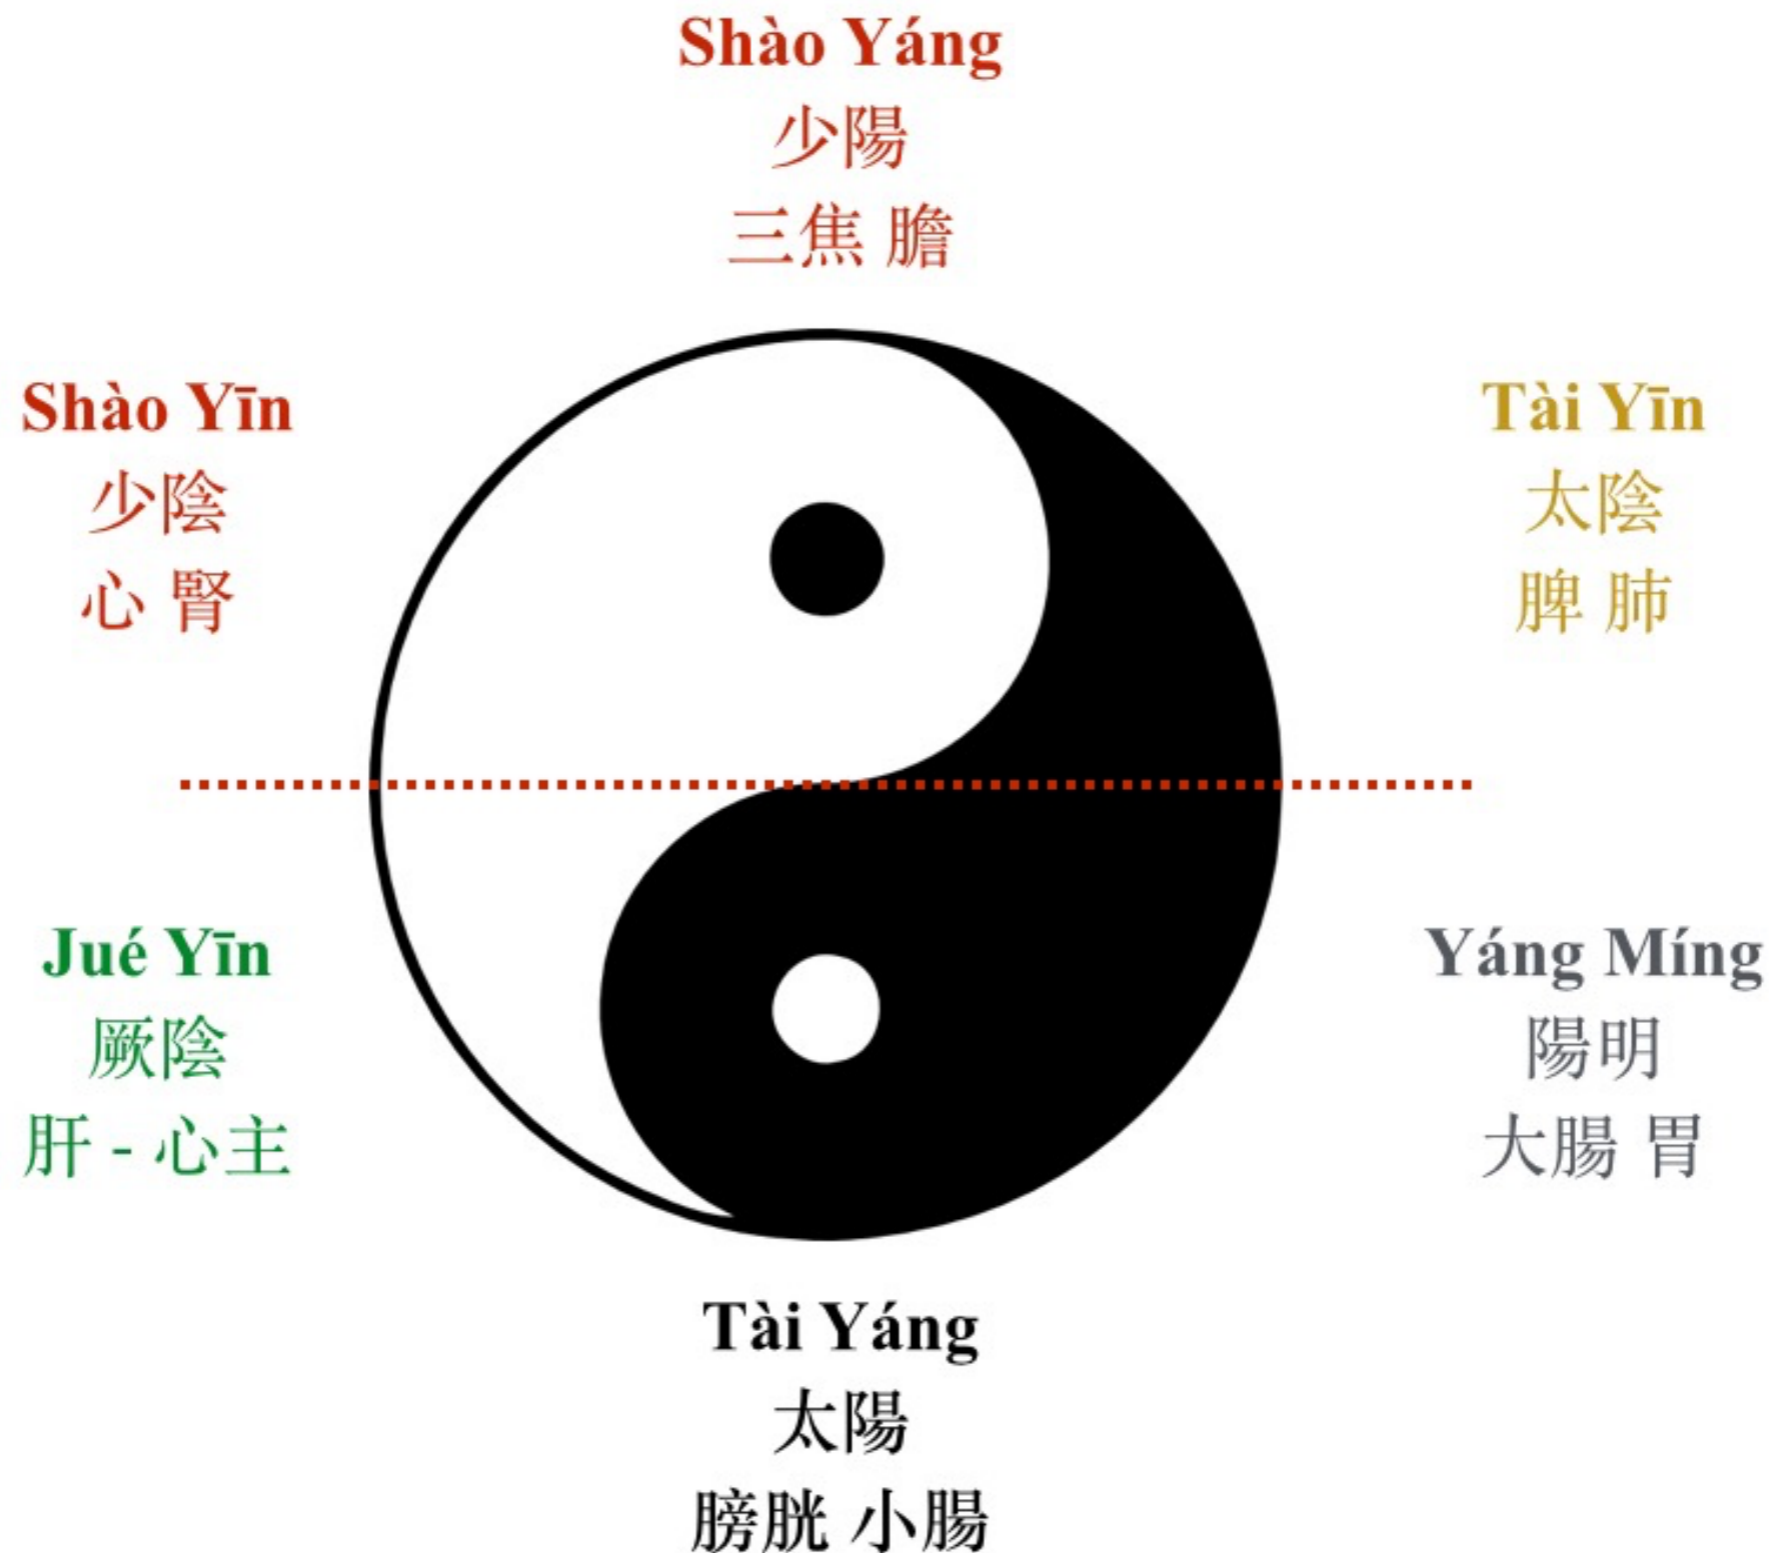 Shào Yáng
少陽
三焦 膽
Shào Yīn
少陰
心 腎
Tài Yīn
太陰
脾 肺
Jué Yīn
厥陰
肝 - 心主
Yáng Míng
陽明
大腸 胃
Tài Yáng
太陽
膀胱 小腸